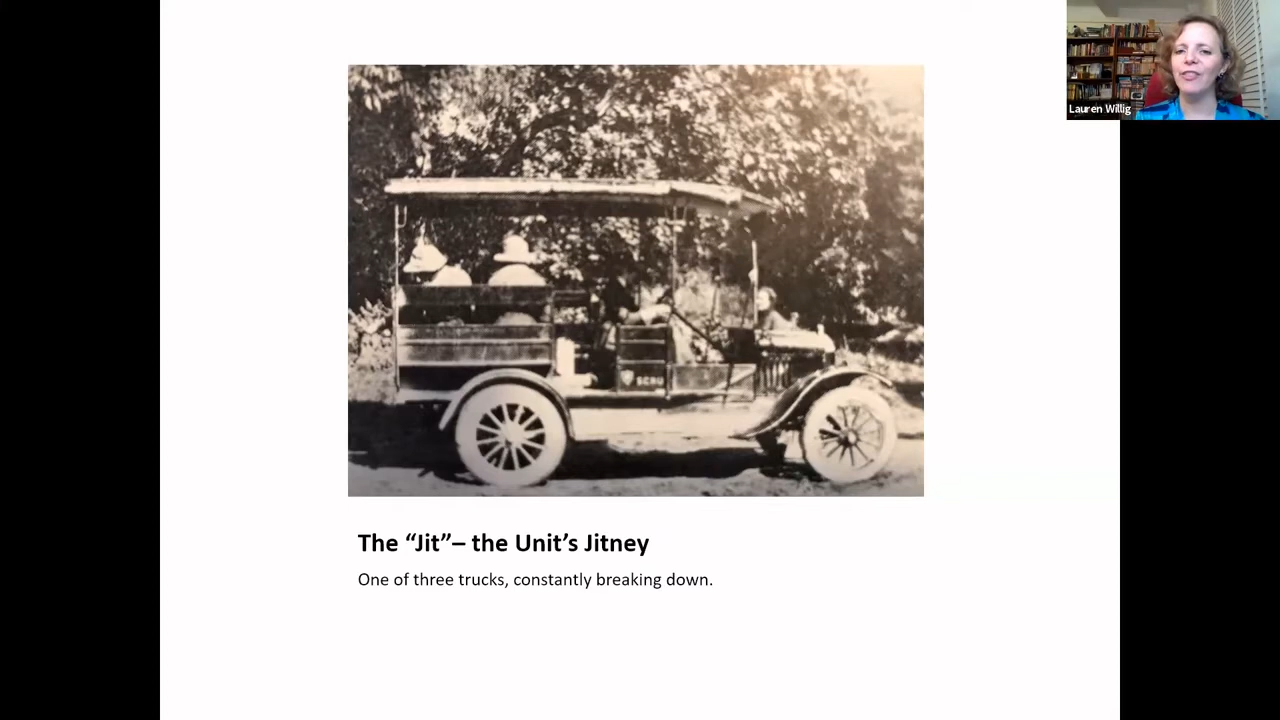 Lauren Willig
The “Jit”– the Unit’s Jitney
One of three trucks, constantly breaking down.